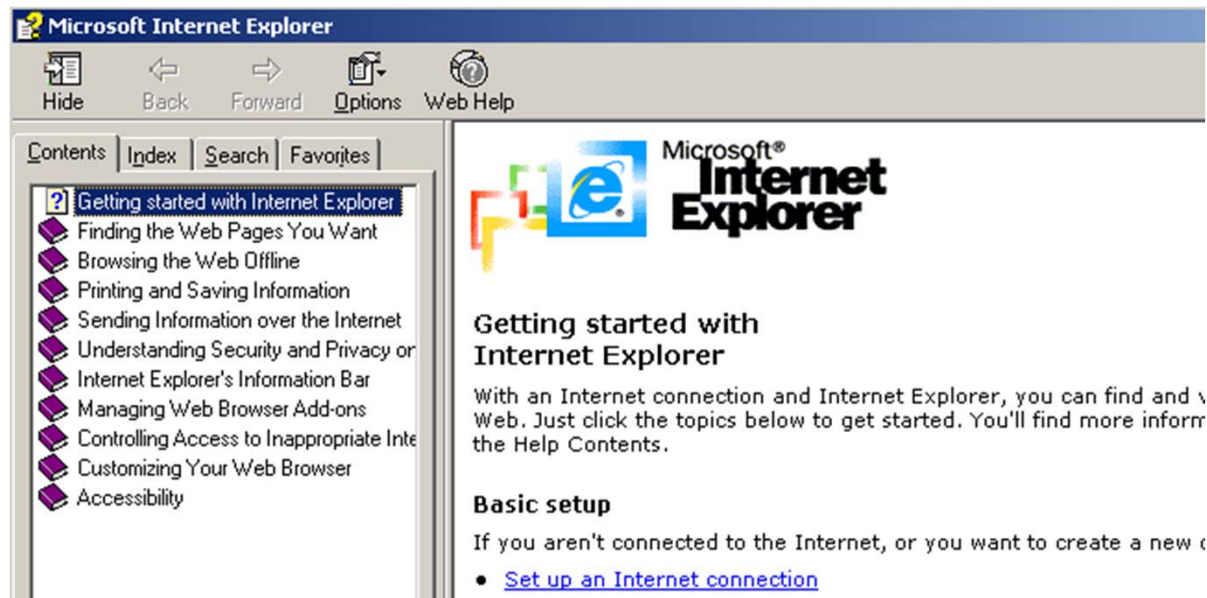 Microsoft Internet Explorer
Hide Back Forward Options Web Help
Contents Index Search Favorites
Getting started with Internet Explorer
Finding the Web Pages You Want
Browsing the Web Offline
Printing and Saving Information
Sending Information over the Internet
Understanding Security and Privacy or
Internet Explorer's Information Bar
Managing Web Browser Add-ons
Controlling Access to Inappropriate Inte
Customizing Your Web Browser
Accessibility
Microsoft®
Internet
Explorer
Getting started with
Internet Explorer
With an Internet connection and Internet Explorer, you can find and
Web. Just click the topics below to get started. You'll find more inform
the Help Contents.
Basic setup
If you aren't connected to the Internet, or you want to create a new
Set up an Internet connection